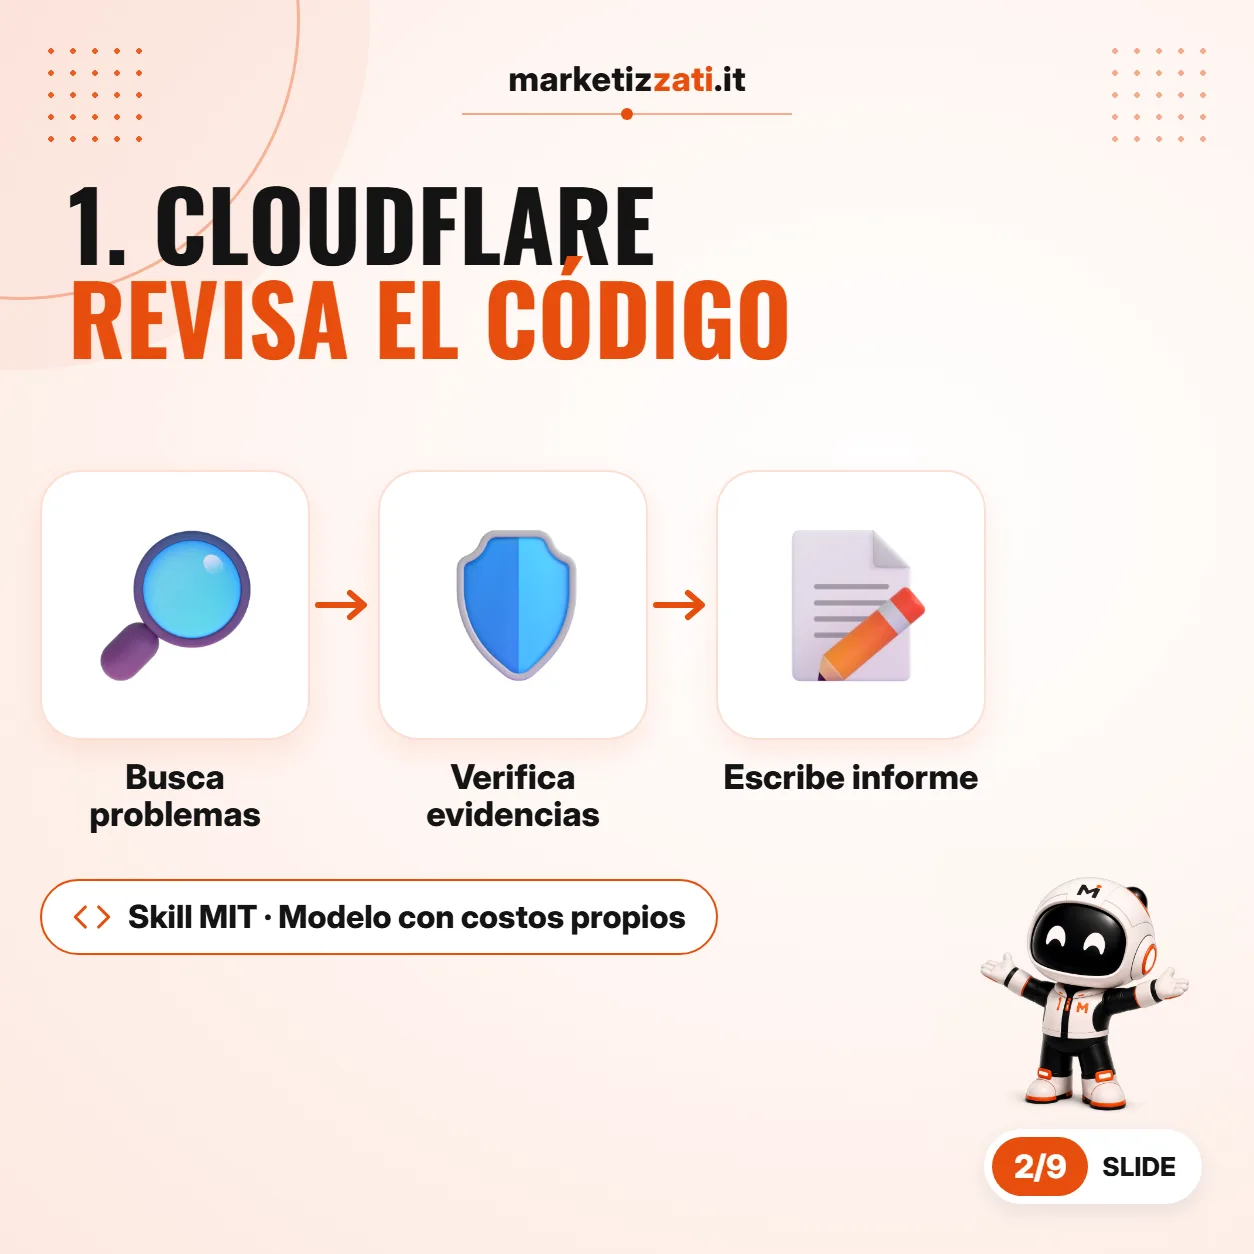 marketizzati.it
1. CLOUDFLARE
REVISA EL CÓDIGO
Busca
problemas
Verifica
evidencias
Escribe informe
<> Skill MIT · Modelo con costos propios
2/9 SLIDE